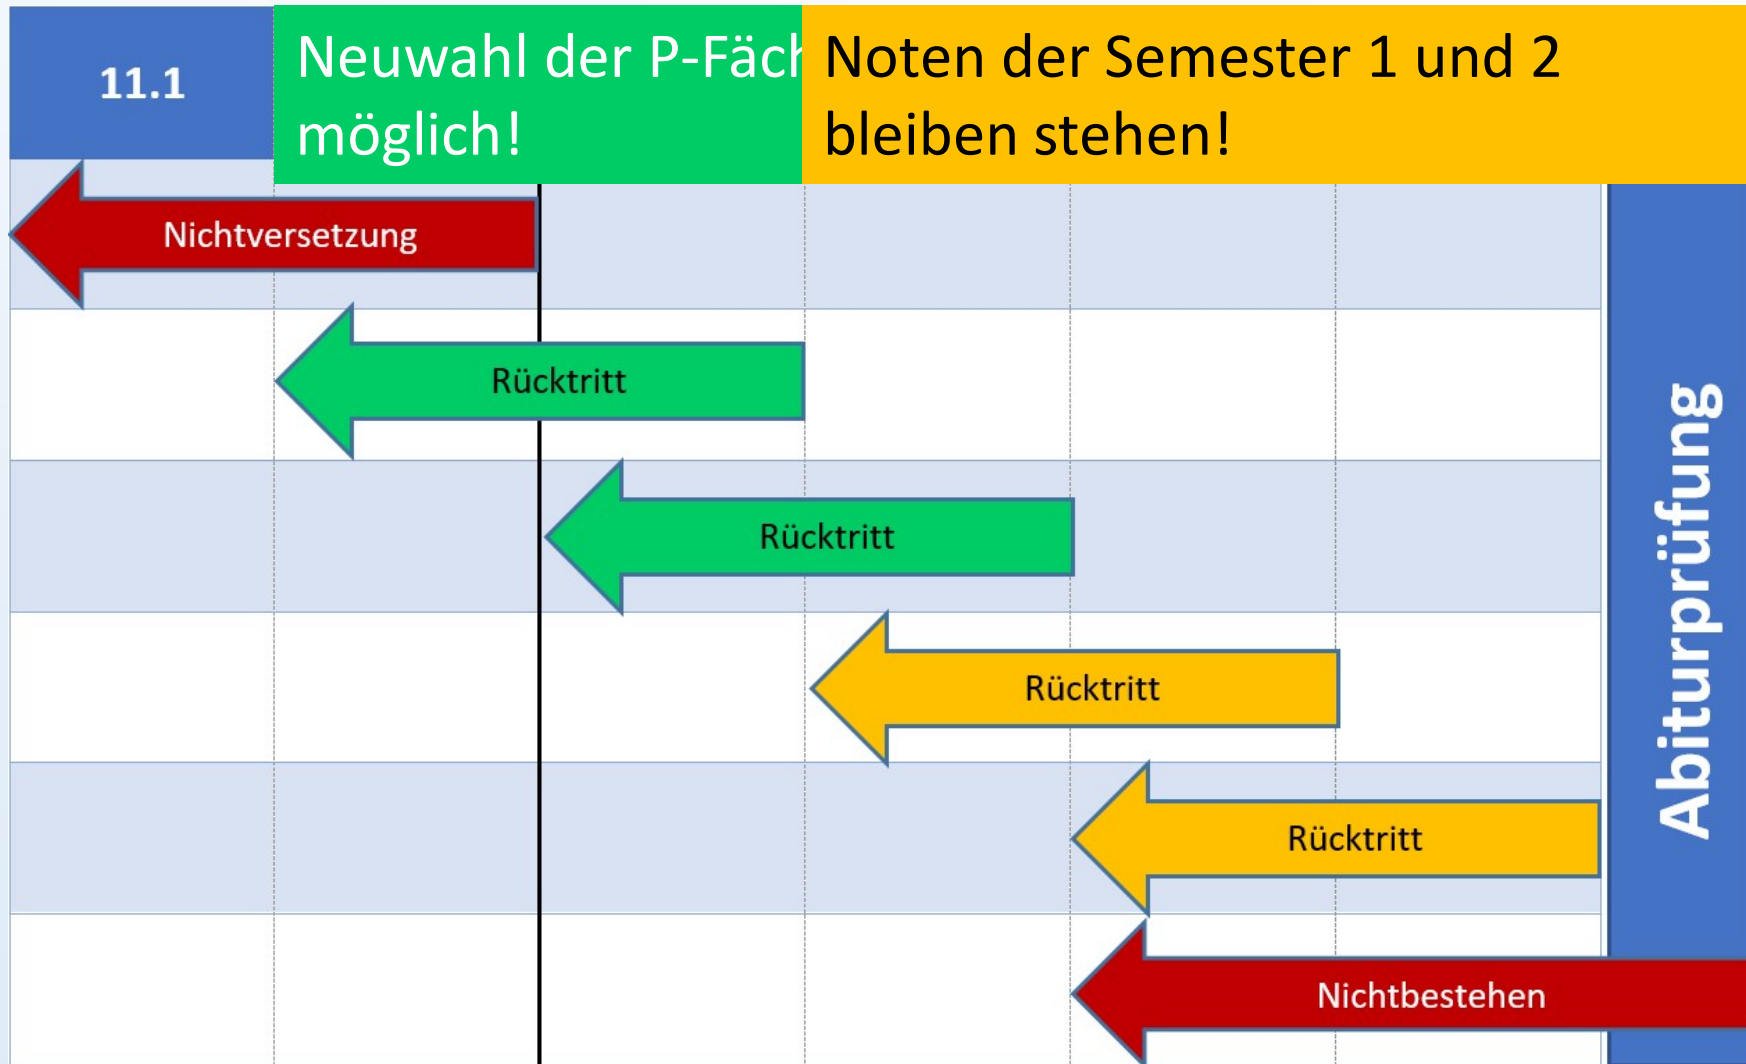 11.1
Neuwahl der P-Fäch
möglich!
Noten der Semester 1 und 2
bleiben stehen!
Nichtversetzung
Rücktritt
Rücktritt
Rücktritt
Rücktritt
Nichtbestehen
Abiturprüfung